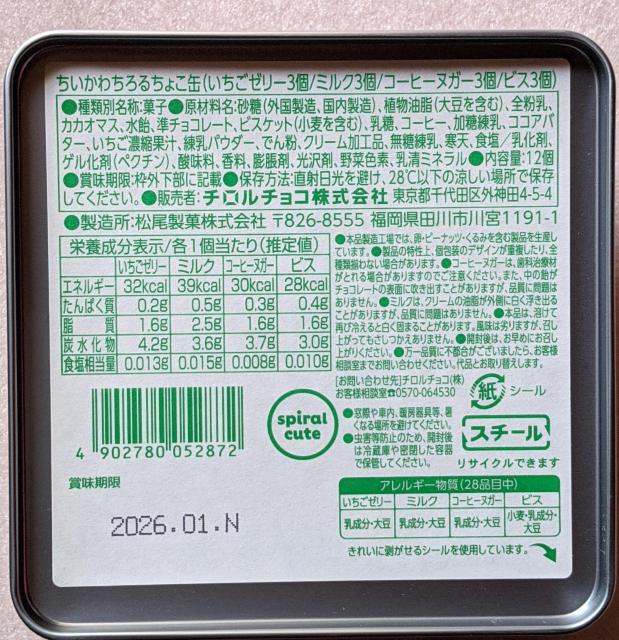 ちいかわちろるちょこ缶(いちごゼリー3個/ミルク3個/コーヒーヌガー3個/ビス3個)
●種類別名称:菓子●原材料名:砂糖(外国製造、国内製造)、植物油脂(大豆を含む)、全粉乳、
カカオマス、水飴、準チョコレート、ビスケット(小麦を含む)、乳糖、コーヒー、加糖練乳、ココアバ
ター、いちご濃縮果汁、練乳パウダー、でん粉、クリーム加工品、無糖練乳、寒天、食塩/乳化剤、
ゲル化剤(ペクチン)、酸味料、香料、膨脹剤、光沢剤、野菜色素、乳清ミネラル●内容量:12個
●賞味期限:枠外下部に記載●保存方法:直射日光を避け、28℃以下の涼しい場所で保存
してください。●販売者:チロルチョコ株式会社 東京都千代田区外神田4-5-4
●製造所:松尾製菓株式会社 〒826-8555 福岡県田川市川宮1191-1
栄養成分表示/各1個当たり(推定値)
いちごゼリー ミルク コーヒーヌガー ビス
エネルギー 32kcal 39kcal 30kcal 28kcal
たんぱく質 0.2g 0.5g 0.3g 0.4g
脂質 1.6g 2.5g 1.6g 1.6g
炭水化物 4.2g 3.6g 3.7g 3.0g
食塩相当量 0.013g 0.015g 0.008g 0.010g
●本品製造工場では、卵・ピーナッツ・くるみを含む製品を生産し
ています。●製品の特性上、個包装のデザインが重複したり、全
種類揃わない場合があります。●コーヒーヌガーは、歯科治療材
がとれる場合がありますのでご注意ください。また、中の飴が
チョコレートの表面に吹き出すことがありますが、品質に問題は
ありません。●ミルクは、クリームの油脂が外側に白く浮き出る
ことがありますが、品質に問題はありません。●本品は、溶けて
再び冷えると白く固まることがあります。風味は劣りますが、召し
上がってもさしつかえありません。●開封後は、お早めにお召し
上がりください。●万一品質に不都合がございましたら、お客様
相談室までお問い合わせください。代品とお取り替えします。
[お問い合わせ先]チロルチョコ(株)
お客様相談室☎0570-064530
紙 シール
●窓際や車内、暖房器具等、暑
くなる場所を避けてください。
●虫害等防止のため、開封後
は冷蔵庫や密閉した容器
で保管してください。
スチール
リサイクルできます
spiral
cute
4 902780 052872
賞味期限
2026.01.N
アレルギー物質(28品目中)
いちごゼリー ミルク コーヒーヌガー ビス
乳成分・大豆 乳成分・大豆 乳成分・大豆 小麦・乳成分・大豆
きれいに剥がせるシールを使用しています。